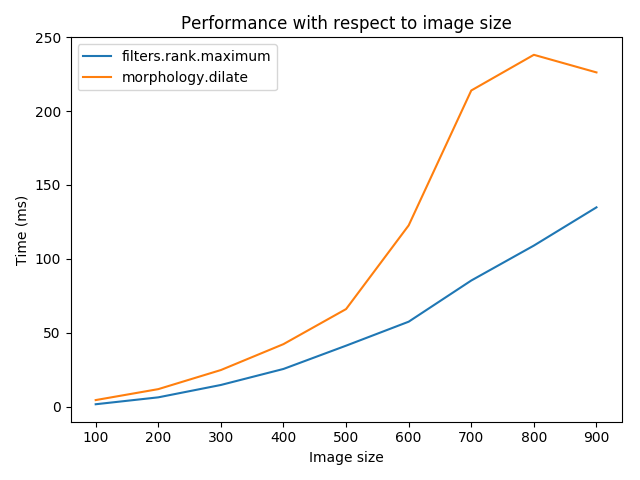 Performance with respect to image size
filters.rank.maximum
morphology.dilate
Time (ms)
250
200
150
100
50
0
100 200 300 400 500 600 700 800 900
Image size